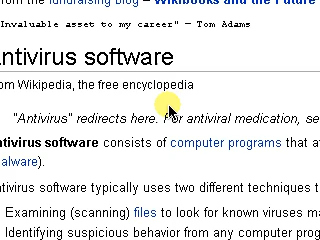 from the fundraising blog – Wikibooks and the Future
Invaluable asset to my career" — Tom Adams
ntivirus software
om Wikipedia, the free encyclopedia
"Antivirus" redirects here. For antiviral medication, se
ntivirus software consists of computer programs that at
alware).
ntivirus software typically uses two different techniques t
Examining (scanning) files to look for known viruses ma
Identifying suspicious behavior from any computer prog